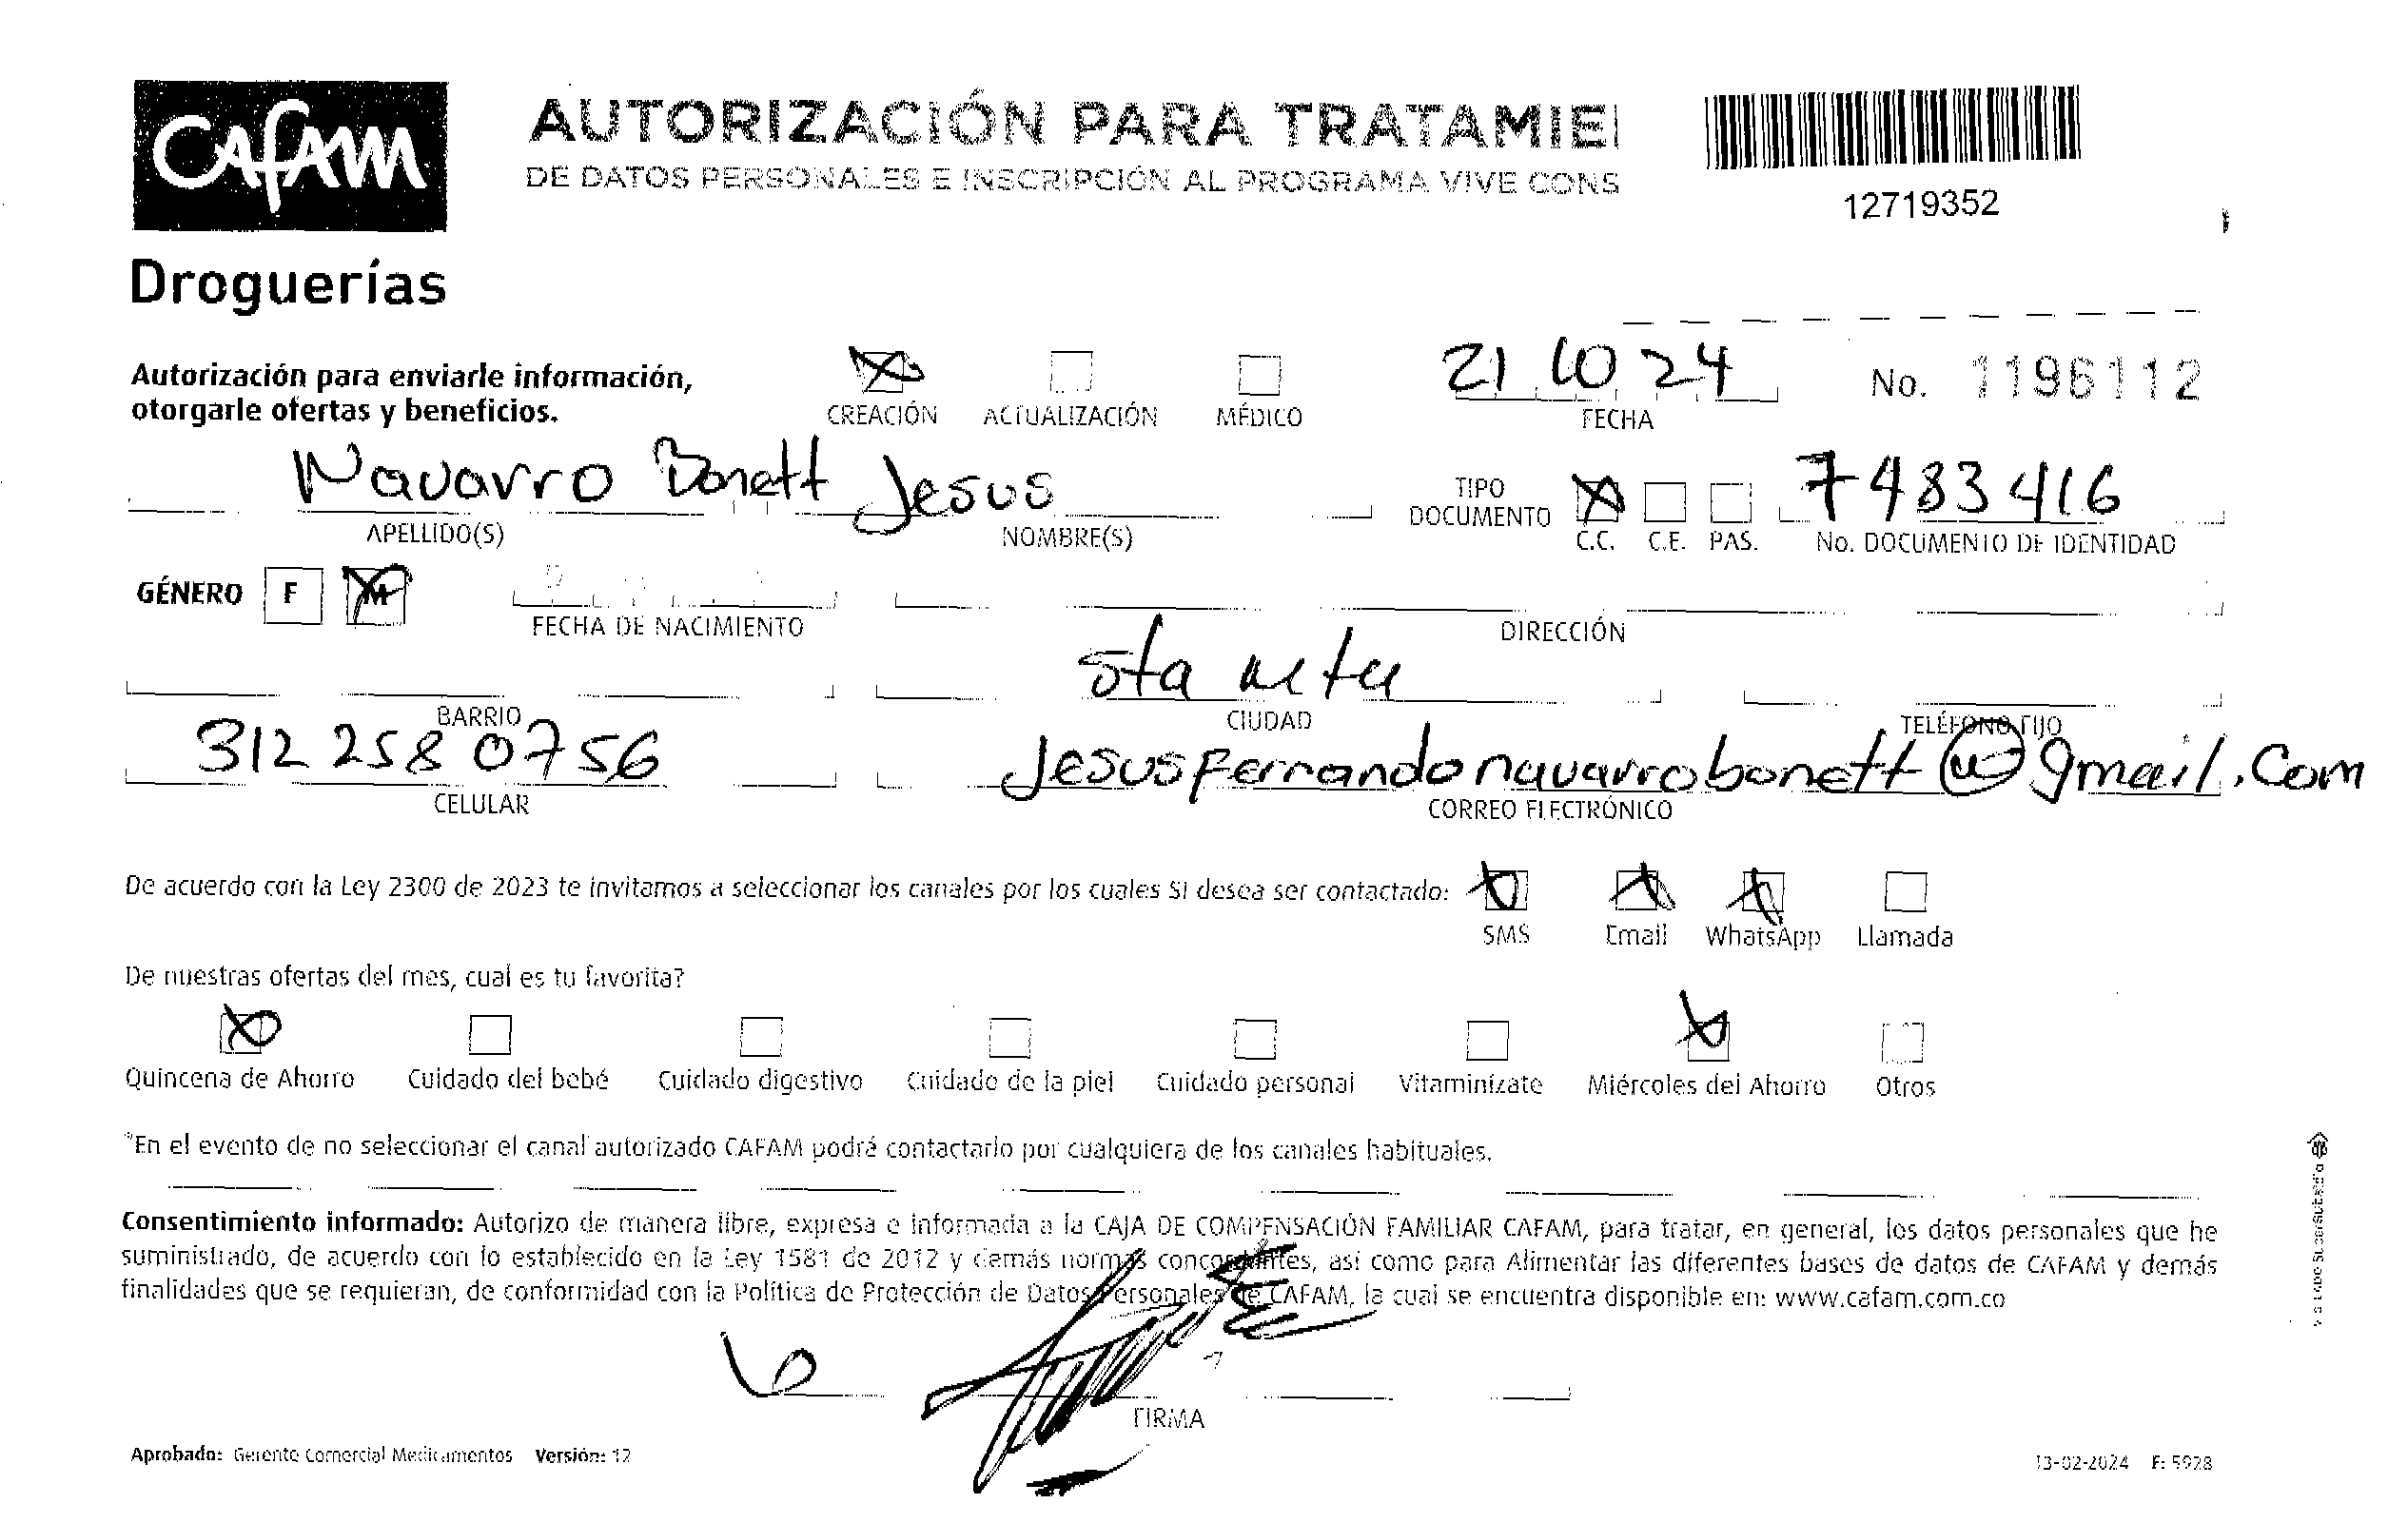 CAFAM
Droguerías
AUTORIZACIÓN PARA TRATAMIE
DE DATOS PERSONALES E INSCRIPCIÓN AL PROGRAMA VIVE CONS
12719352
Autorización para enviarle información,
otorgarle ofertas y beneficios.
CREACIÓN ACTUALIZACIÓN MÉDICO
21 10 24
FECHA
No. 1196112
Navarro Bonett Jesus
APELLIDO(S) NOMBRE(S)
TIPO
DOCUMENTO
C.C. C.E. PAS.
7483416
No. DOCUMENTO DE IDENTIDAD
GÉNERO F M
FECHA DE NACIMIENTO DIRECCIÓN
sta mta
BARRIO CIUDAD TELÉFONO FIJO
312 258 0756 Jesusfernandonavarrobonett@gmail.com
CELULAR CORREO ELECTRÓNICO
De acuerdo con la Ley 2300 de 2023 te invitamos a seleccionar los canales por los cuales SI desea ser contactado:
SMS Email WhatsApp Llamada
De nuestras ofertas del mes, cual es tu favorita?
Quincena de Ahorro Cuidado del bebé Cuidado digestivo Cuidado de la piel Cuidado personal Vitaminízate Miércoles del Ahorro Otros
*En el evento de no seleccionar el canal autorizado CAFAM podrá contactarlo por cualquiera de los canales habituales.
Consentimiento informado: Autorizo de manera libre, expresa e informada a la CAJA DE COMPENSACIÓN FAMILIAR CAFAM, para tratar, en general, los datos personales que he
suministrado, de acuerdo con lo establecido en la Ley 1581 de 2012 y demás normas concordantes, así como para Alimentar las diferentes bases de datos de CAFAM y demás
finalidades que se requieran, de conformidad con la Política de Protección de Datos Personales de CAFAM, la cual se encuentra disponible en: www.cafam.com.co
FIRMA
Aprobado: Gerente Comercial Medicamentos Versión: 12
13-02-2024 F: 5928